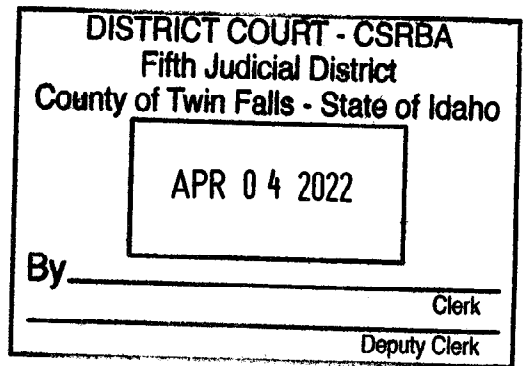 DISTRICT COURT - CSRBA
Fifth Judicial District
County of Twin Falls - State of Idaho
APR 04 2022
By
Clerk
Deputy Clerk